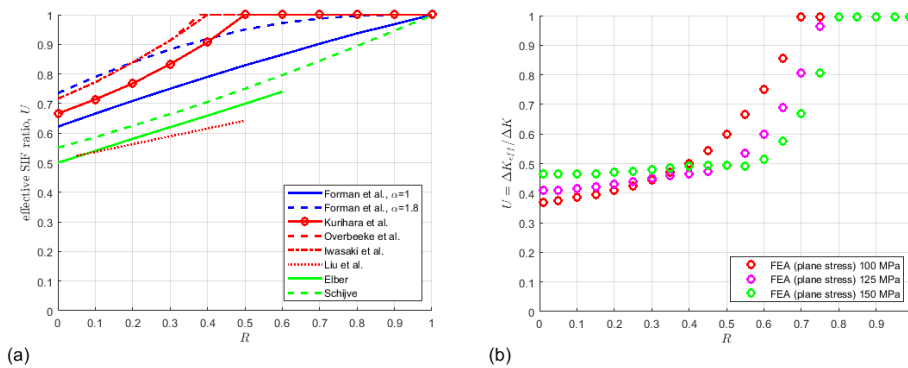 1
0.9
0.8
0.7
0.6
0.5
0.4
0.3
0.2
0.1
0
effective SIF ratio, U
Forman et al., α=1
Forman et al., α=1.8
Kurihara et al.
Overbeeke et al.
Iwasaki et al.
Liu et al.
Elber
Schijve
0 0.1 0.2 0.3 0.4 0.5 0.6 0.7 0.8 0.9 1
R
(a)
1
0.9
0.8
0.7
0.6
0.5
0.4
0.3
0.2
0.1
0
U = ΔK_eff/ΔK
FEA (plane stress) 100 MPa
FEA (plane stress) 125 MPa
FEA (plane stress) 150 MPa
0 0.1 0.2 0.3 0.4 0.5 0.6 0.7 0.8 0.9
R
(b)